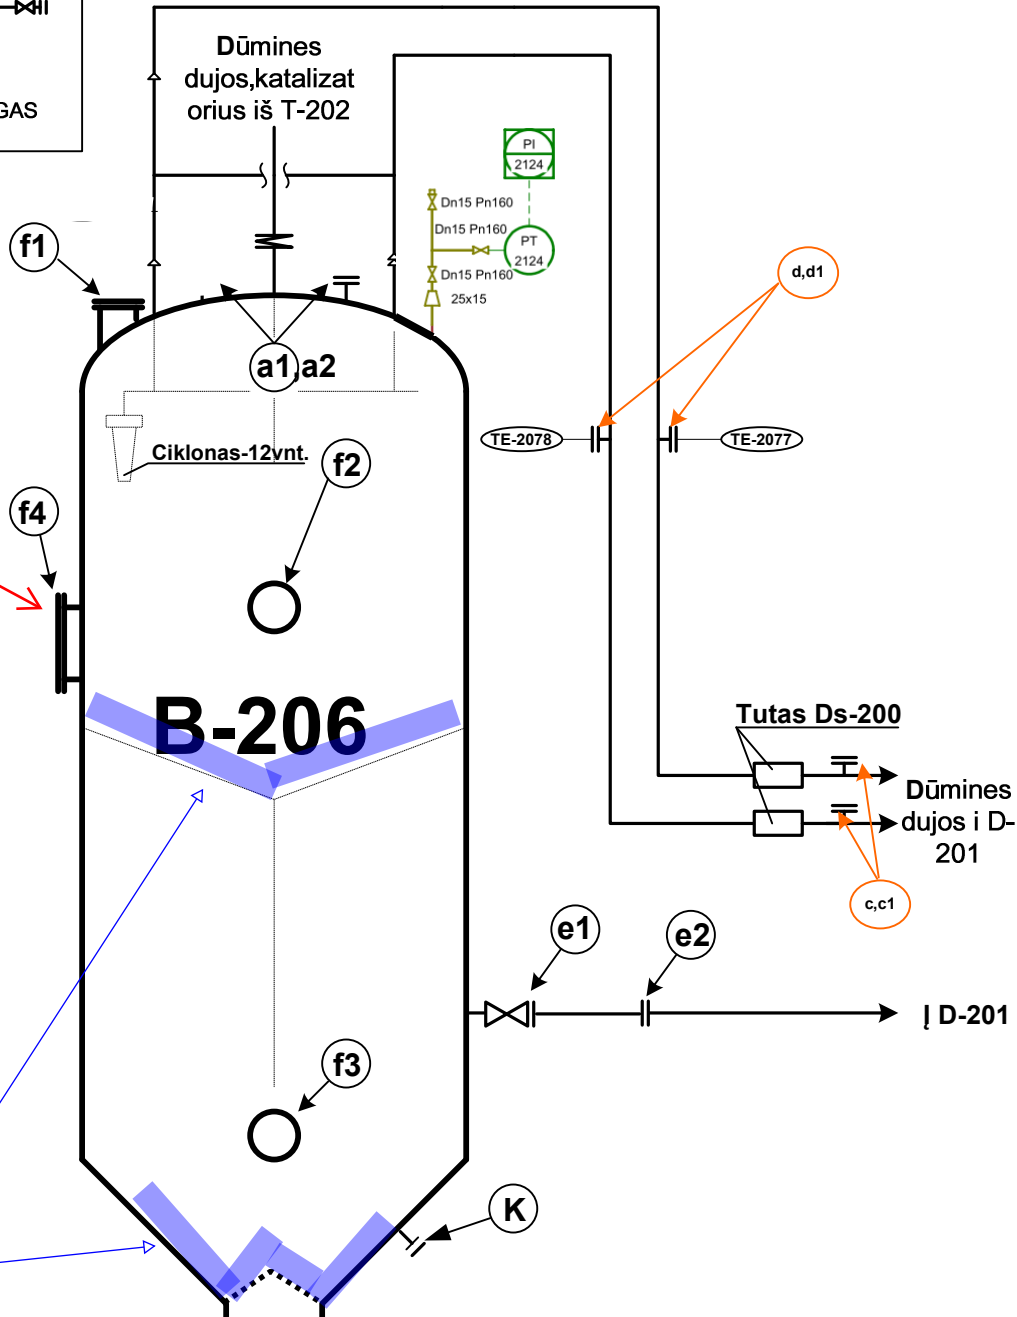 GAS
Dūmines
dujos,katalizat
orius iš T-202
PI
2124
Dn15 Pn160
Dn15 Pn160
PT
2124
Dn15 Pn160
25x15
f1
d,d1
a1,a2
TE-2078
TE-2077
Ciklonas-12vnt.
f2
f4
B-206
Tutas Ds-200
Dūmines
dujos i D-
201
c,c1
e1
e2
Į D-201
f3
K